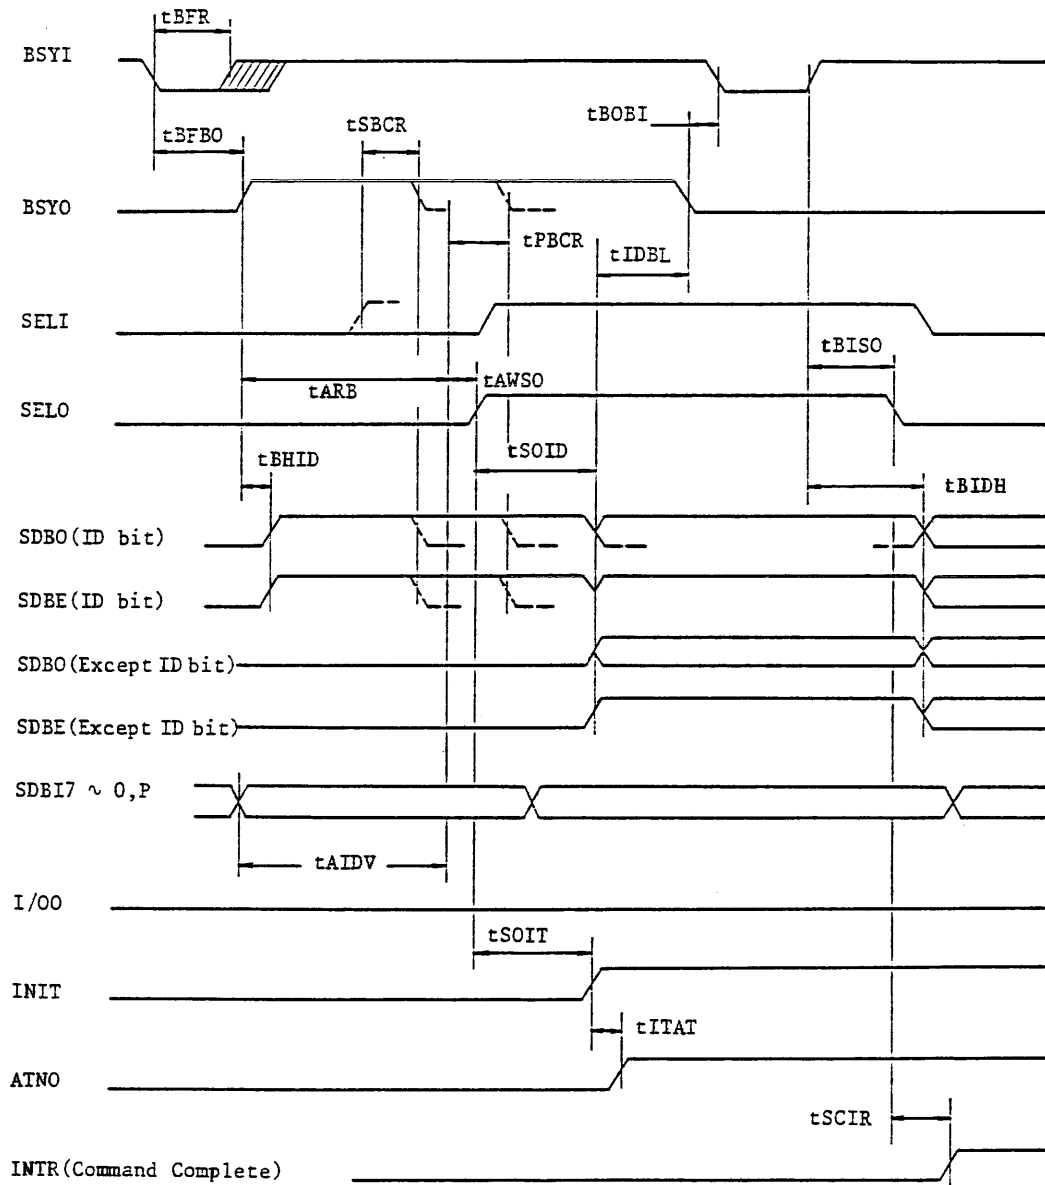 tBFR
BSYI
tBOBI
tBFBO
tSBCR
BSYO
tPBCR
tIDBL
SELI
tBISO
tARB
tAWSO
SELO
tSOID
tBHID
tBIDH
SDBO(ID bit)
SDBE(ID bit)
SDBO(Except ID bit)
SDBE(Except ID bit)
SDBI7 ~ 0,P
tAIDV
I/OO
tSOIT
INIT
tITAT
ATNO
tSCIR
INTR(Command Complete)